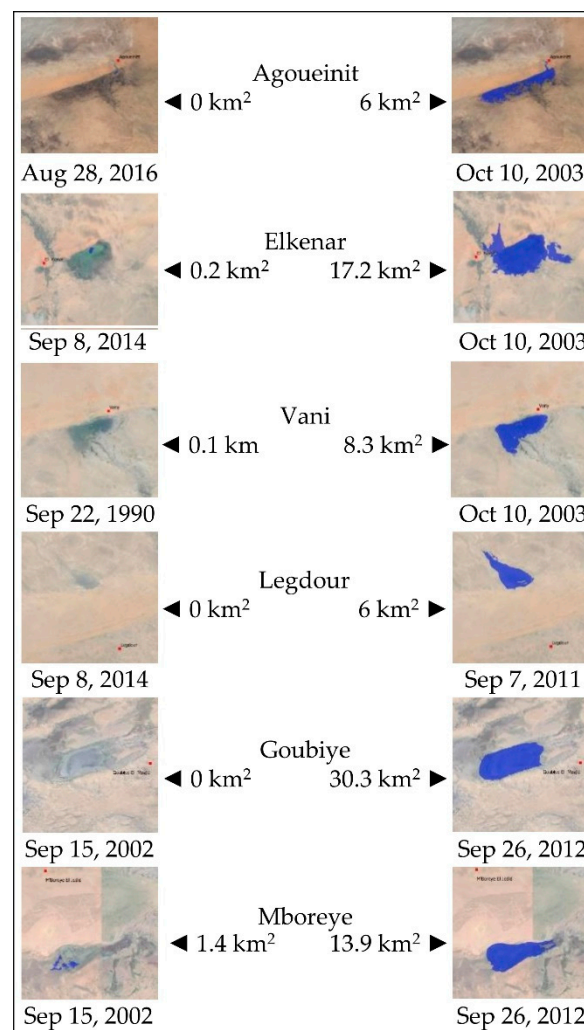 Agoueinit
◄ 0 km² 6 km² ►
Aug 28, 2016 Oct 10, 2003
Elkenar
◄ 0.2 km² 17.2 km² ►
Sep 8, 2014 Oct 10, 2003
Vani
◄ 0.1 km 8.3 km² ►
Sep 22, 1990 Oct 10, 2003
Legdour
◄ 0 km² 6 km² ►
Sep 8, 2014 Sep 7, 2011
Goubiye
◄ 0 km² 30.3 km² ►
Sep 15, 2002 Sep 26, 2012
Mboreye
◄ 1.4 km² 13.9 km² ►
Sep 15, 2002 Sep 26, 2012